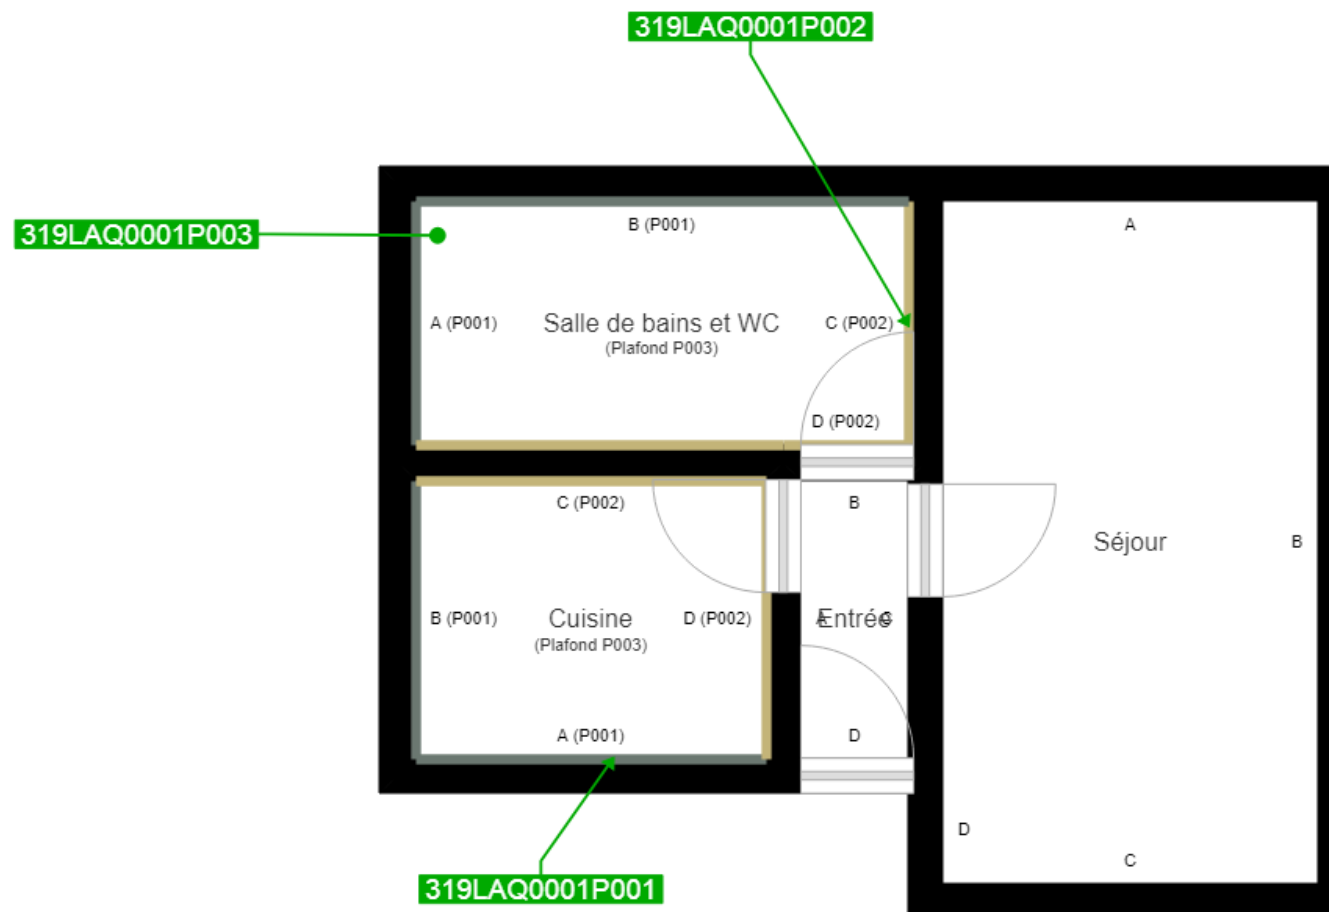 319LAQ0001P002
319LAQ0001P003
B (P001)
A
A (P001)
Salle de bains et WC
(Plafond P003)
C (P002)
D (P002)
C (P002)
B
Séjour
B
B (P001)
Cuisine
(Plafond P003)
D (P002)
A
Entrée
C
A (P001)
D
D
C
319LAQ0001P001